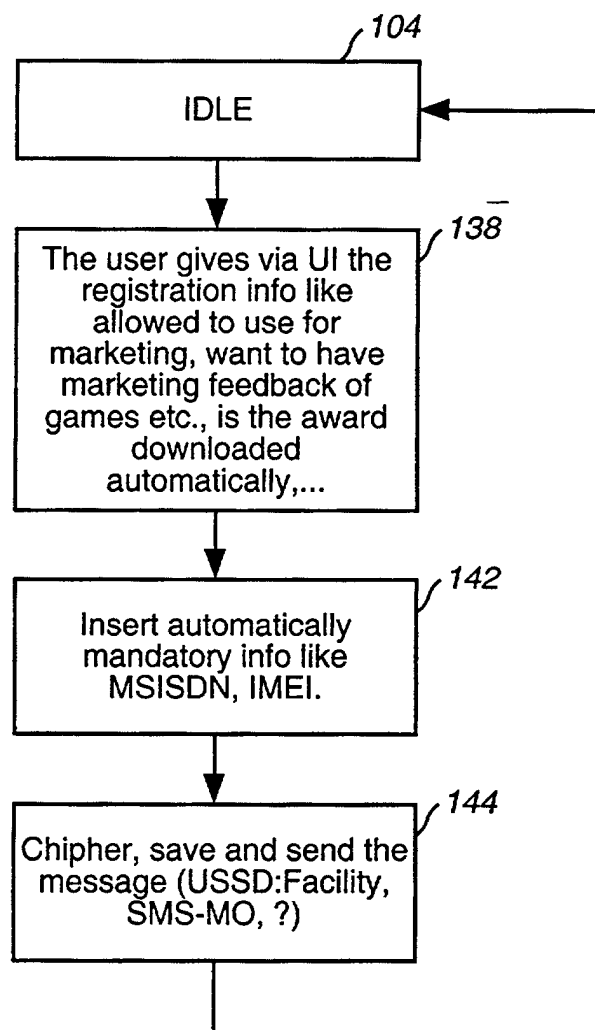 104
IDLE
138
The user gives via UI the
registration info like
allowed to use for
marketing, want to have
marketing feedback of
games etc., is the award
downloaded
automatically,...
142
Insert automatically
mandatory info like
MSISDN, IMEI.
144
Chipher, save and send the
message (USSD:Facility,
SMS-MO, ?)